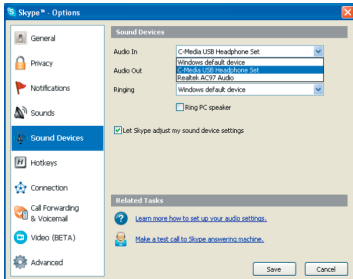 Skype™ - Options
General
Privacy
Notifications
Sounds
Sound Devices
Hotkeys
Connection
Call Forwarding
& Voicemail
Video (BETA)
Advanced
Sound Devices
Audio In
C-Media USB Headphone Set
Windows default device
Audio Out
C-Media USB Headphone Set
Realtek AC97 Audio
Ringing
Windows default device
Ring PC speaker
Let Skype adjust my sound device settings
Related Tasks
Learn more how to set up your audio settings.
Make a test call to Skype answering machine.
Save
Cancel